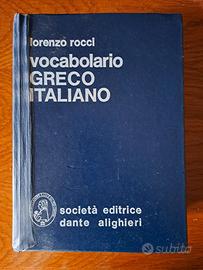 lorenzo rocci
vocabolario
GRECO
ITALIANO
società editrice
dante alighieri
subito